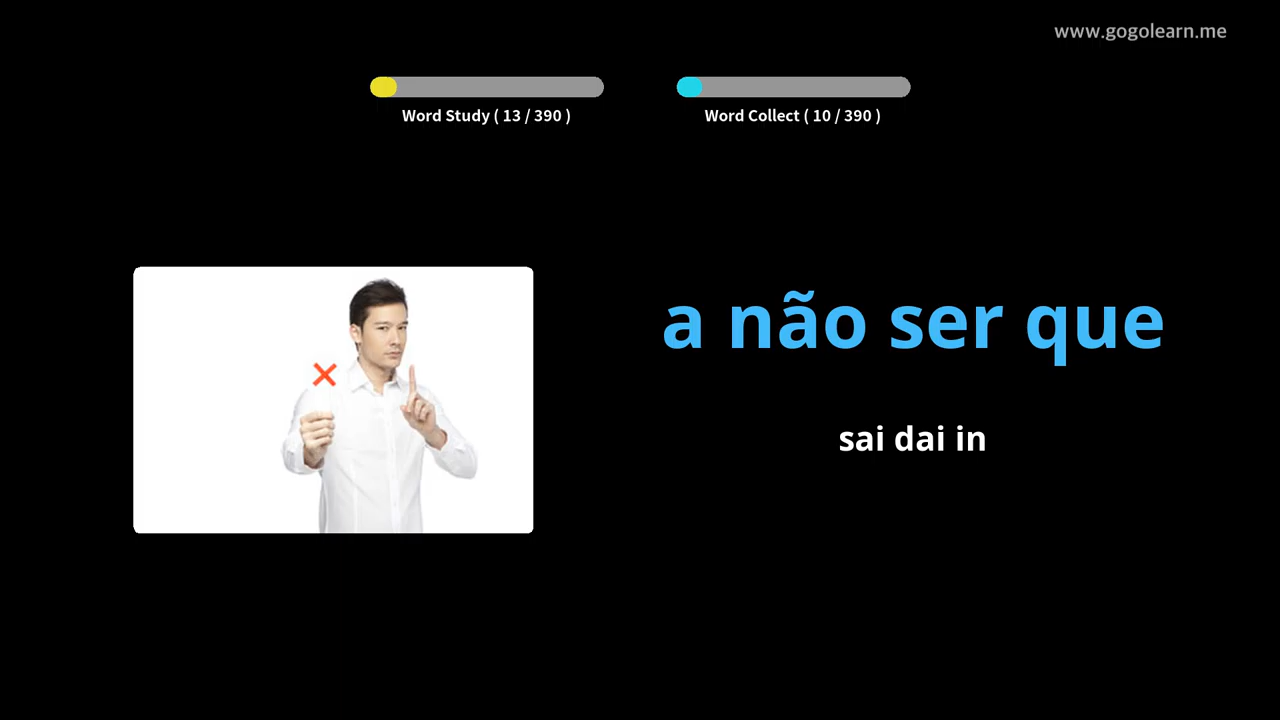 www.gogolearn.me
Word Study ( 13 / 390 )
Word Collect ( 10 / 390 )
a não ser que
sai dai in